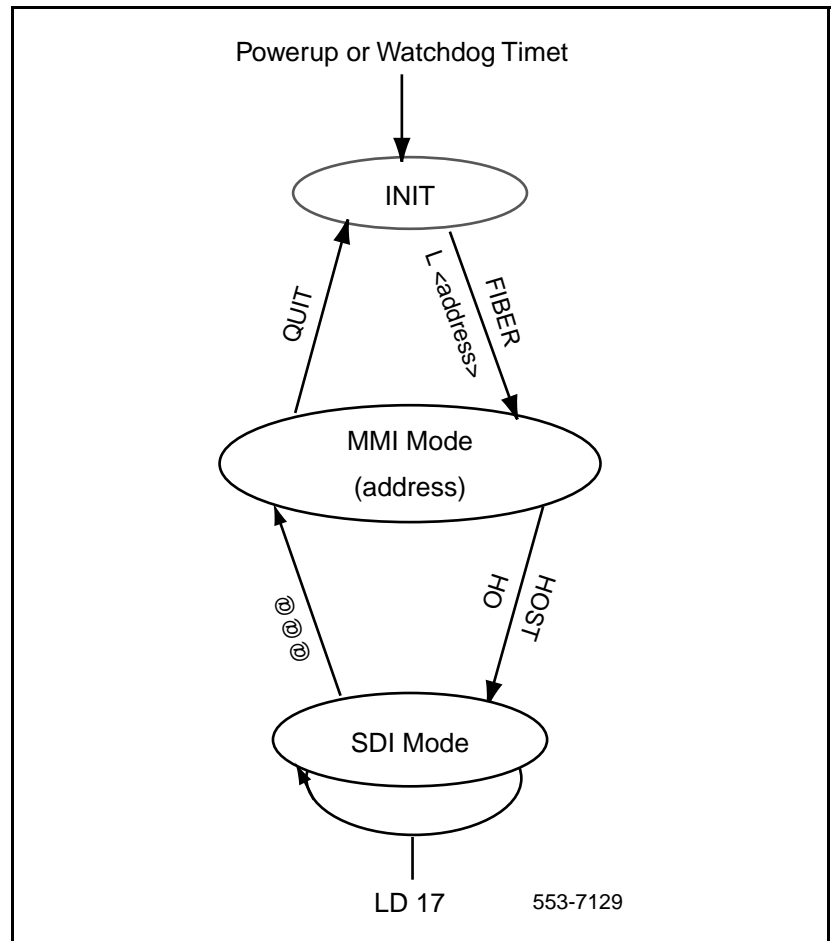 Powerup or Watchdog Timet
INIT
QUIT
FIBER
L <address>
MMI Mode
(address)
@@@
HOST
HO
SDI Mode
LD 17
553-7129